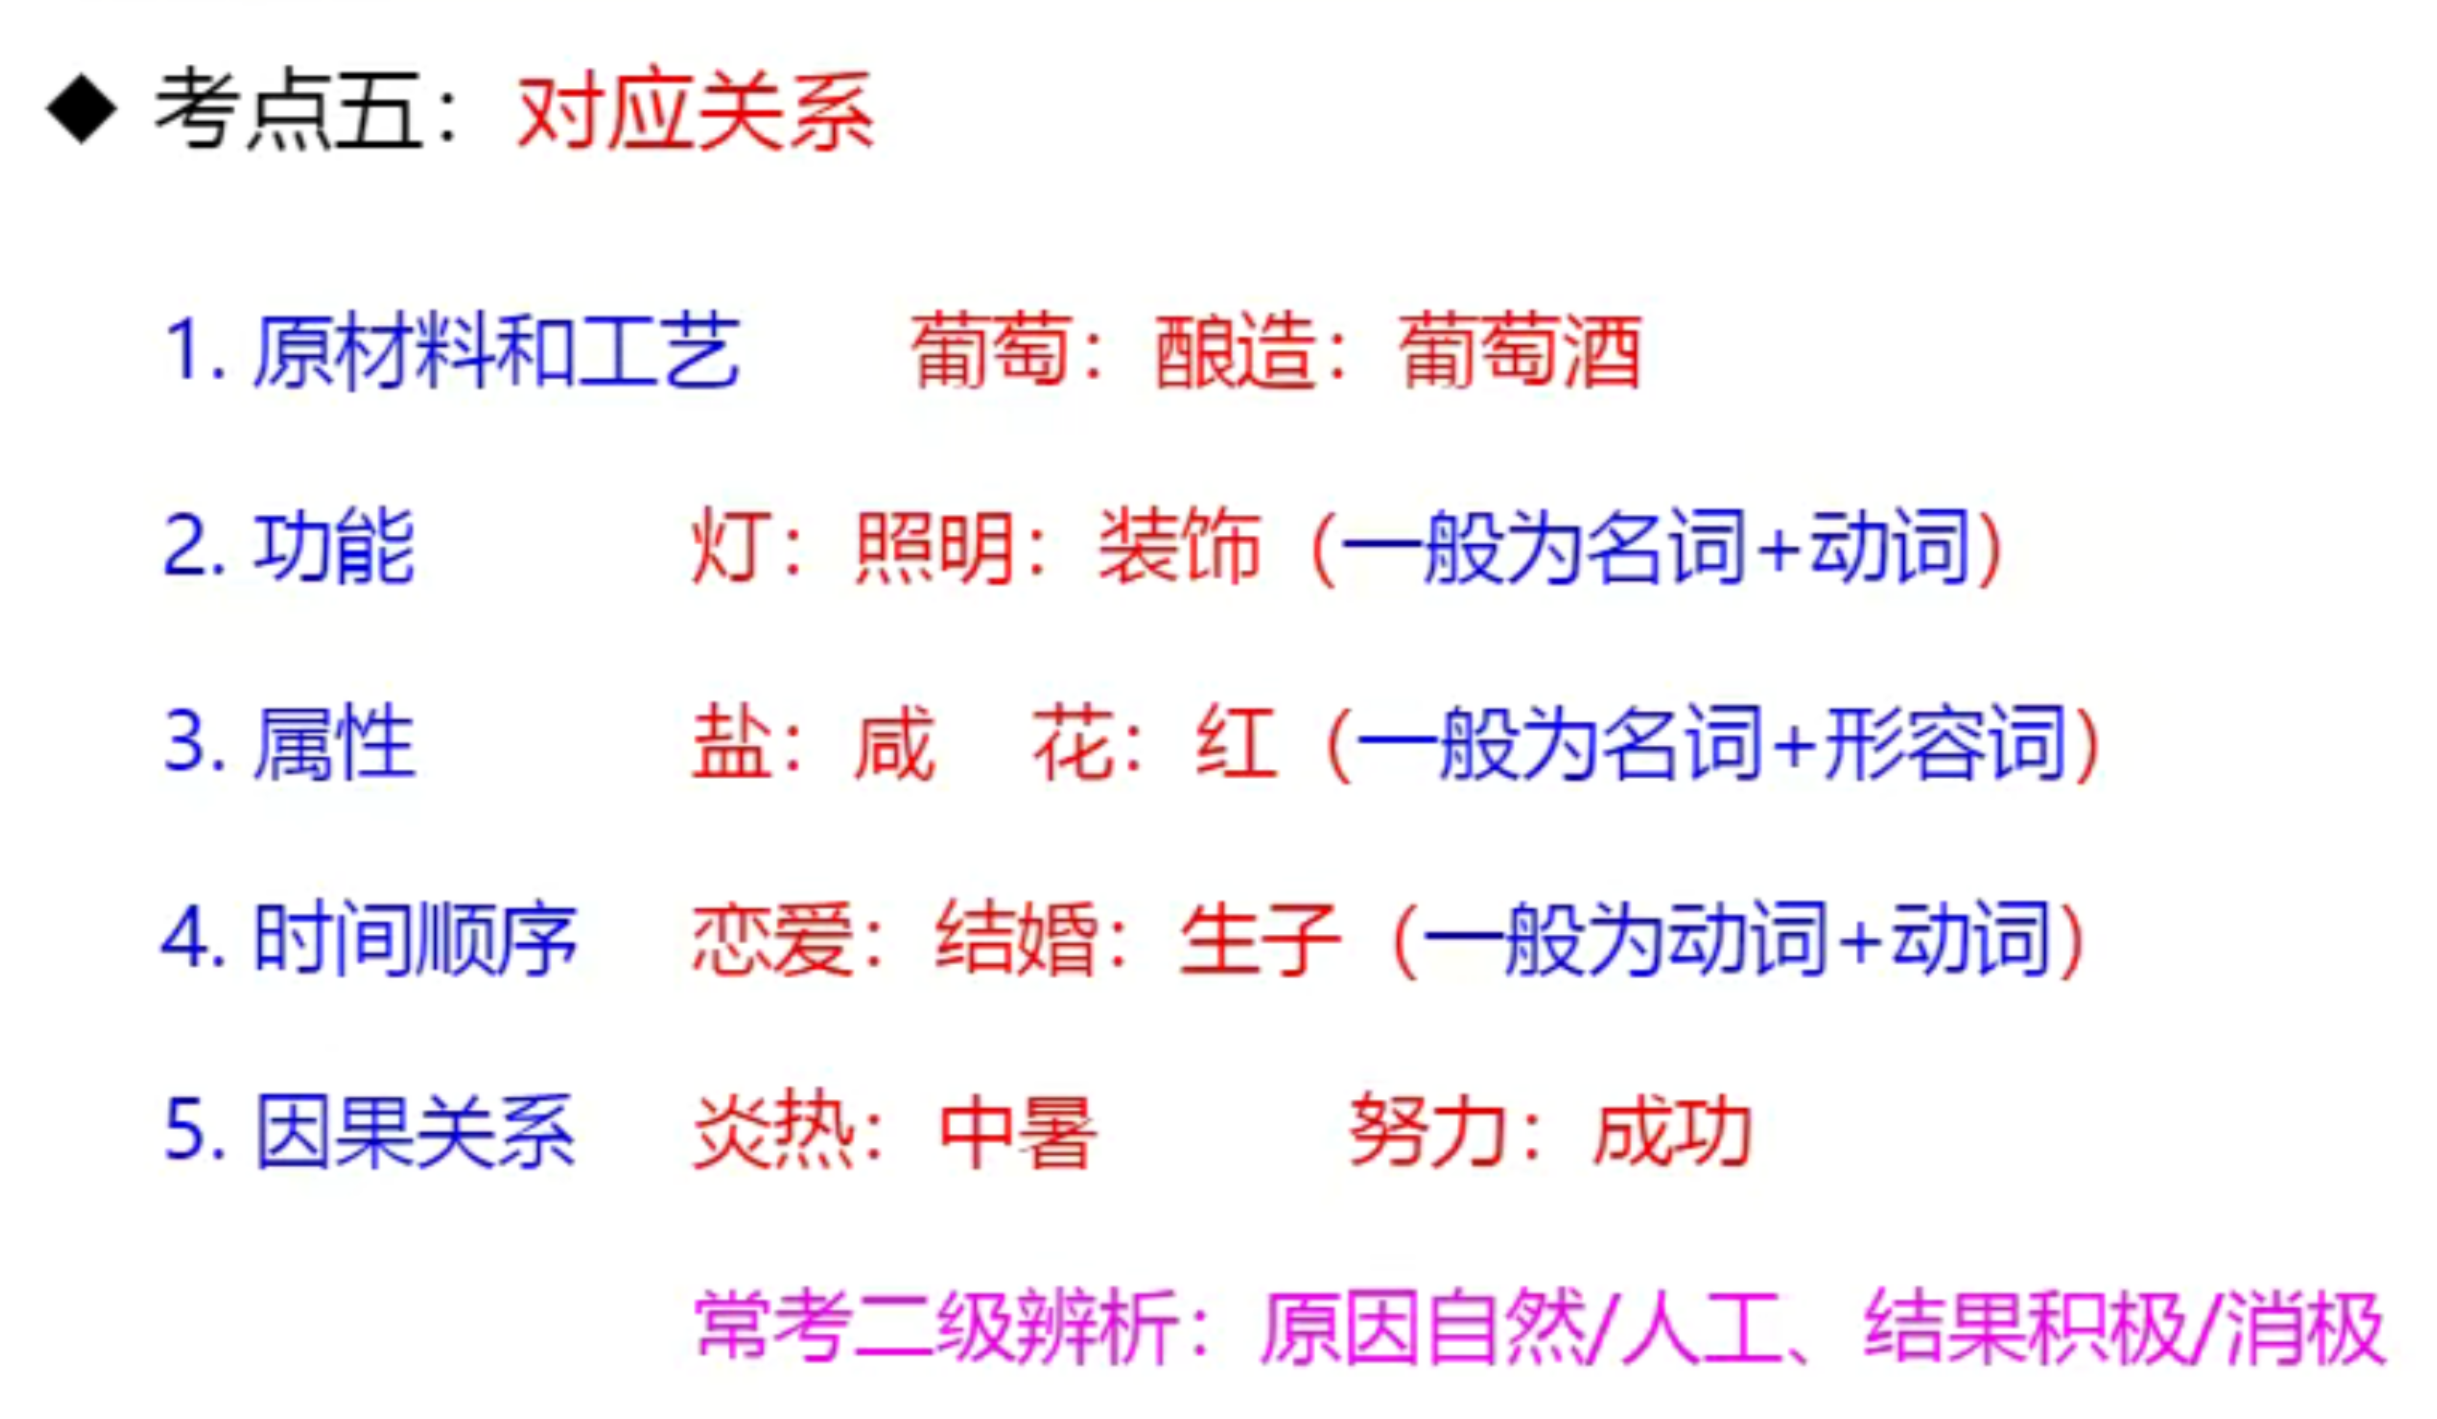 ◆ 考点五：对应关系
1. 原材料和工艺 葡萄：酿造：葡萄酒
2. 功能 灯：照明：装饰（一般为名词+动词）
3. 属性 盐：咸 花：红（一般为名词+形容词）
4. 时间顺序 恋爱：结婚：生子（一般为动词+动词）
5. 因果关系 炎热：中暑 努力：成功
常考二级辨析：原因自然/人工、结果积极/消极